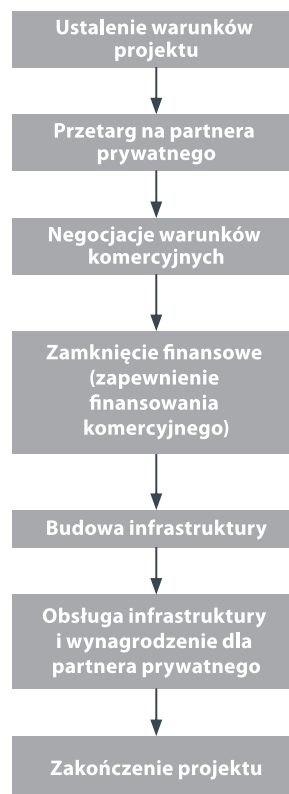 Ustalenie warunków
projektu
Przetarg na partnera
prywatnego
Negocjacje warunków
komercyjnych
Zamknięcie finansowe
(zapewnienie
finansowania
komercyjnego)
Budowa infrastruktury
Obsługa infrastruktury
i wynagrodzenie dla
partnera prywatnego
Zakończenie projektu